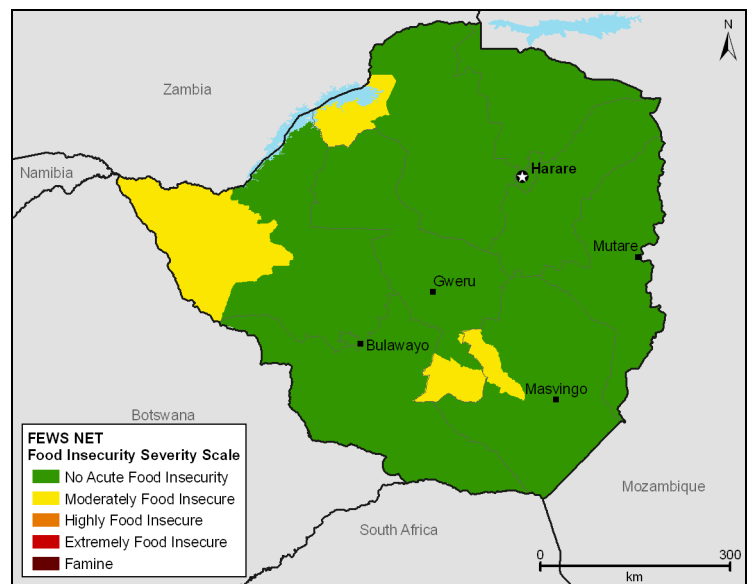 N
Zambia
Harare
Namibia
Mutare
Gweru
Bulawayo
Masvingo
Botswana
FEWS NET
Food Insecurity Severity Scale
No Acute Food Insecurity
Moderately Food Insecure
Highly Food Insecure
Extremely Food Insecure
Famine
Mozambique
South Africa
0 300
km